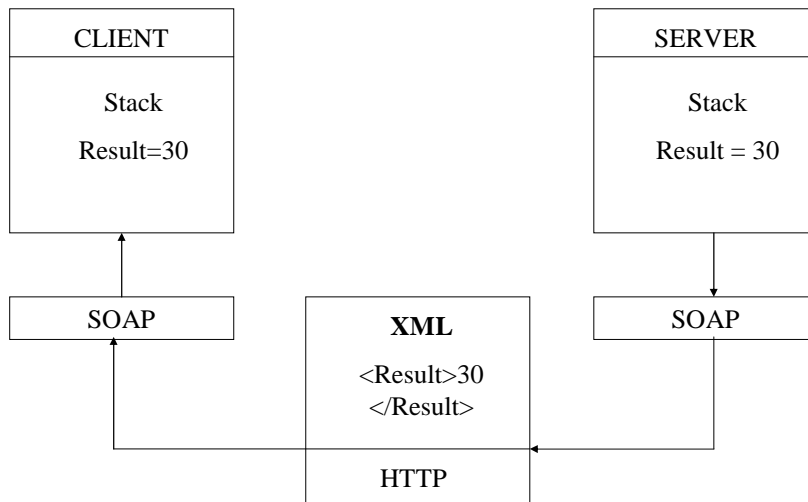 CLIENT
Stack
Result=30
SERVER
Stack
Result = 30
SOAP
XML
<Result>30
</Result>
HTTP
SOAP